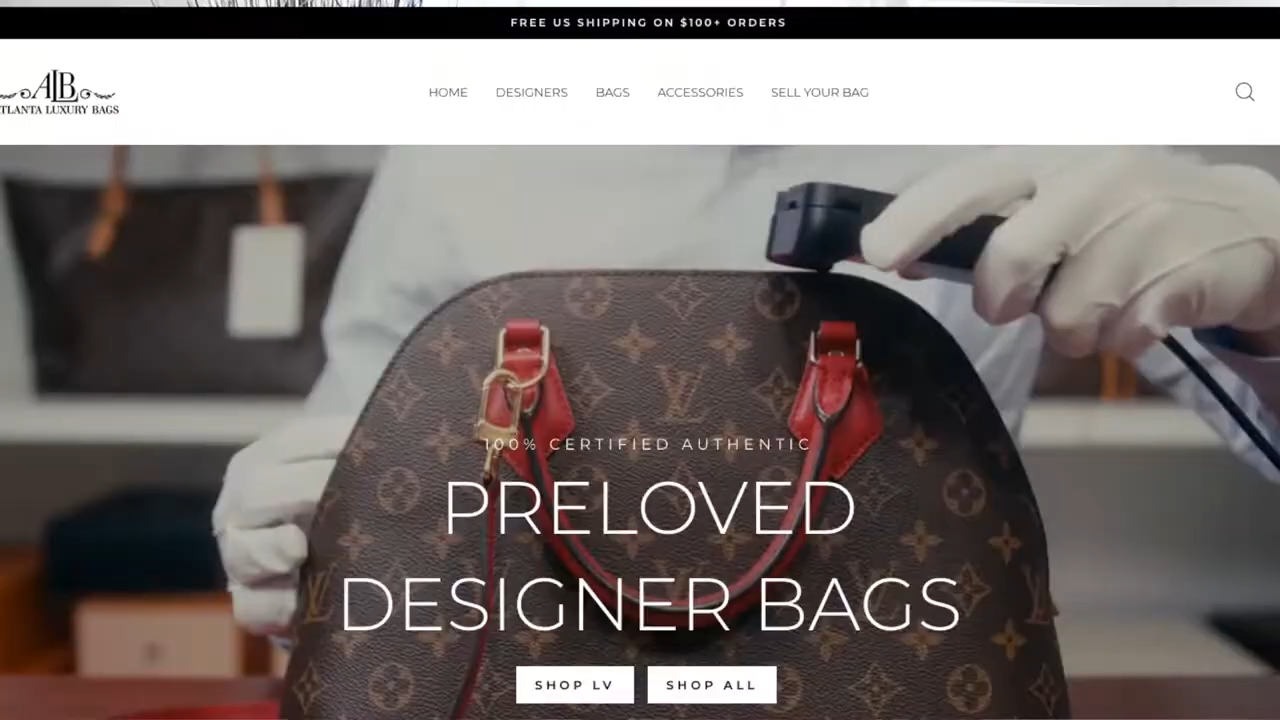 FREE US SHIPPING ON $100+ ORDERS
ALB
TLANTA LUXURY BAGS
HOME
DESIGNERS
BAGS
ACCESSORIES
SELL YOUR BAG
100% CERTIFIED AUTHENTIC
PRELOVED
DESIGNER BAGS
SHOP LV
SHOP ALL